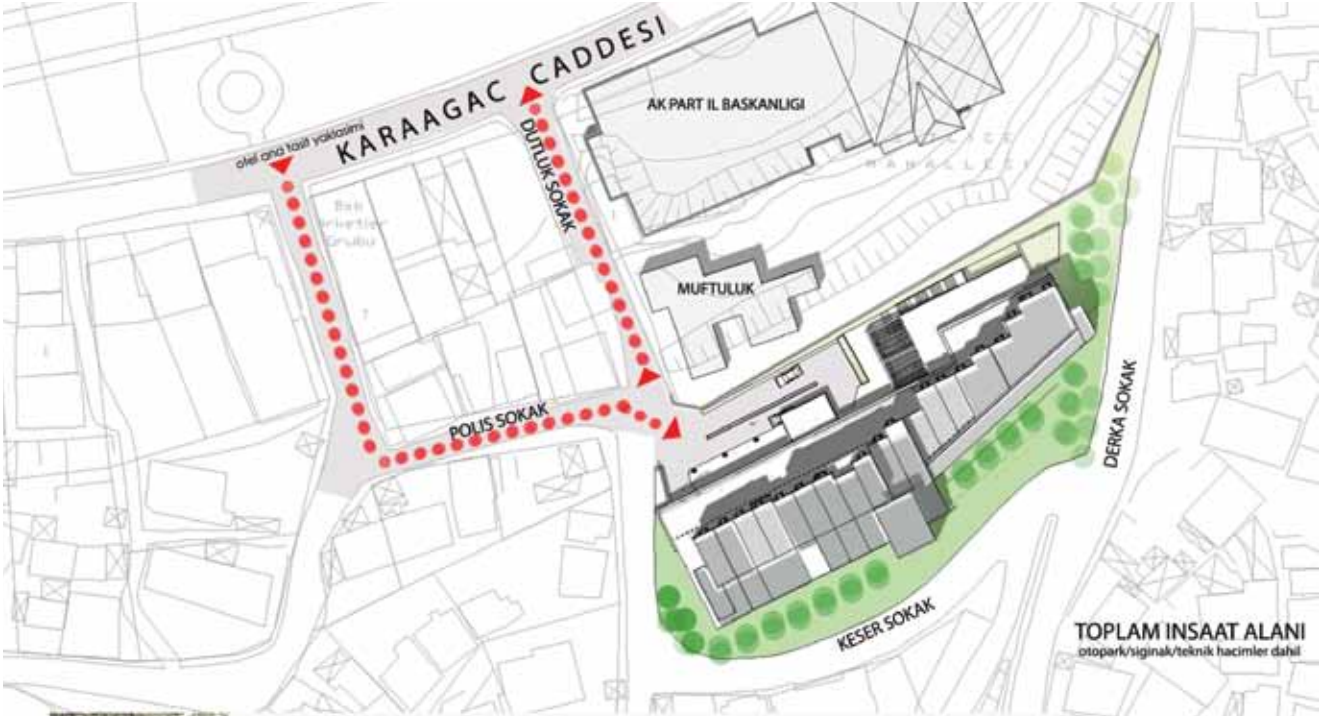 KARAAGAC CADDESI
otel ana tasit yaklasimi
DUTLUK SOKAK
AK PART IL BASKANLIGI
MUFTULUK
POLIS SOKAK
DERKA SOKAK
KESER SOKAK
TOPLAM INSAAT ALANI
otopark/siginak/teknik hacimler dahil